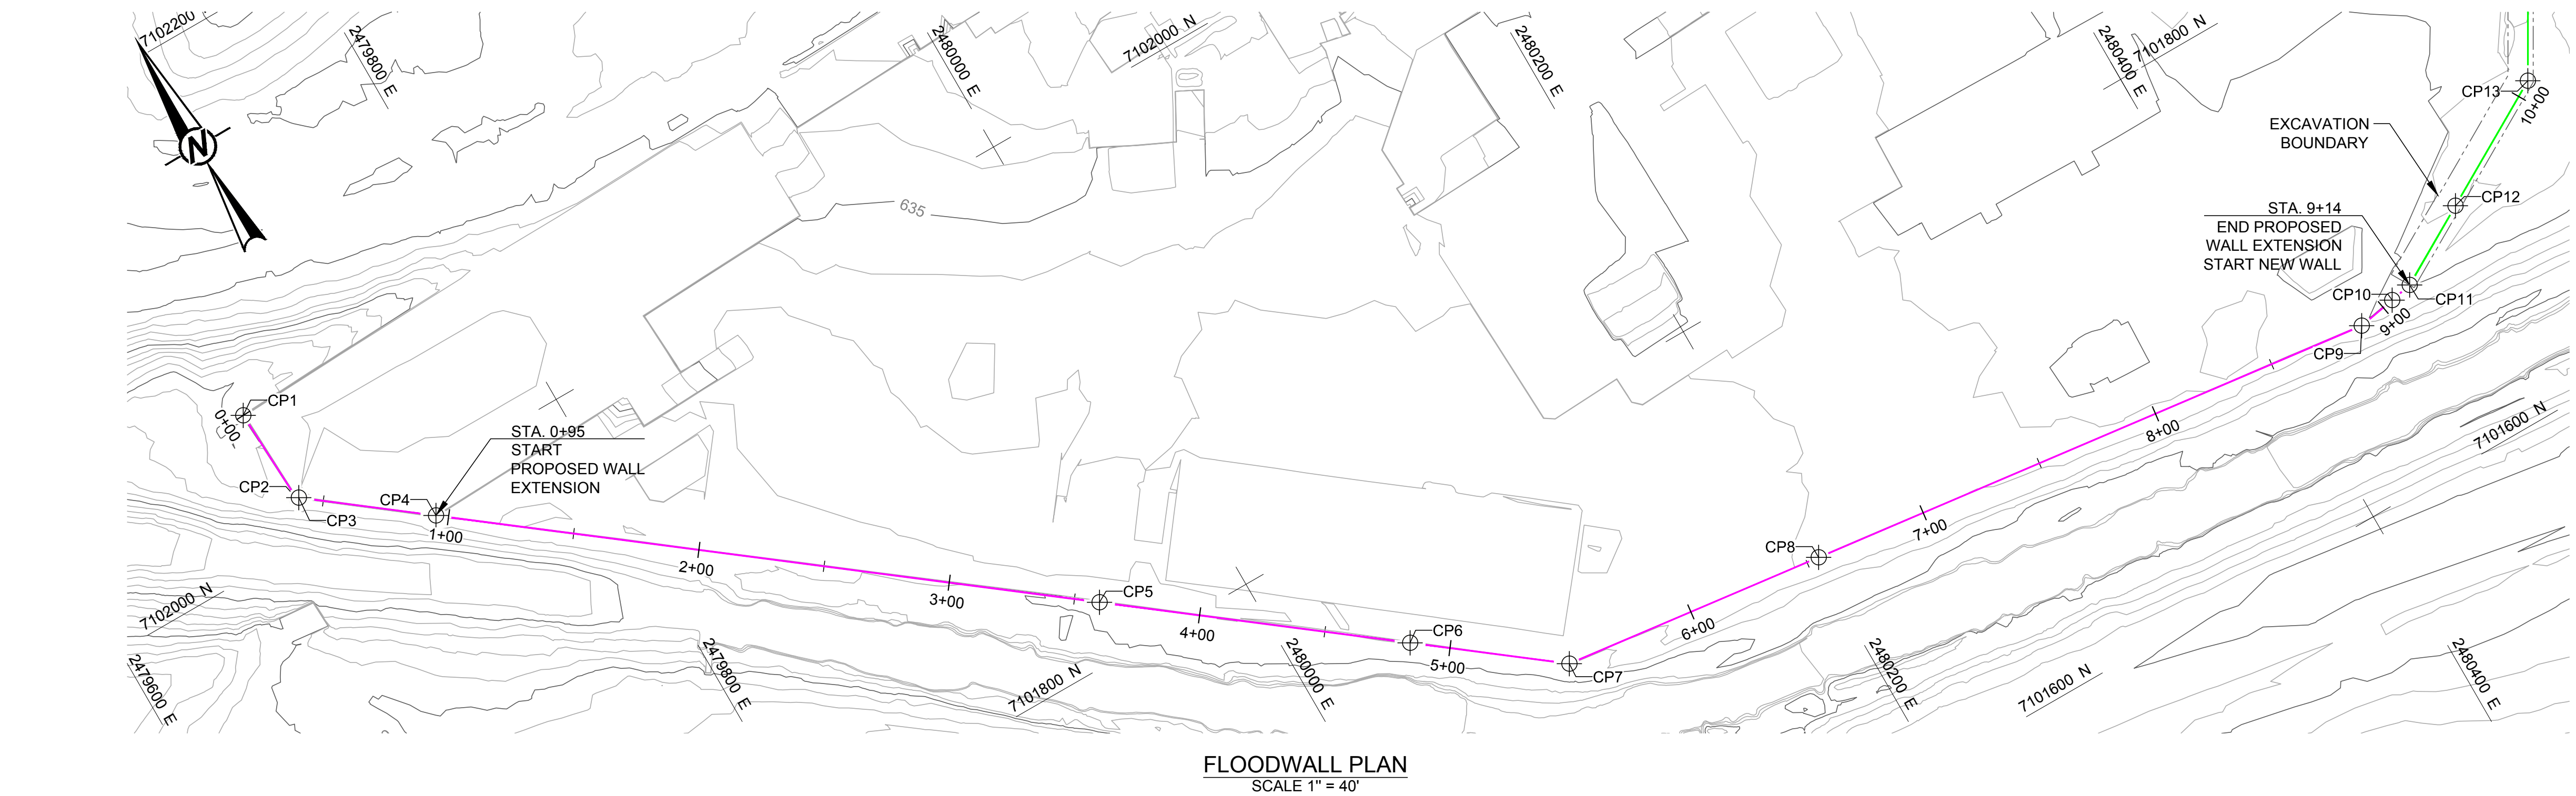 7102200 N
2479800 E
2480000 E
7102000 N
2480200 E
2480400 E
7101800 N
N
CP13
10+00
EXCAVATION
BOUNDARY
CP12
STA. 9+14
END PROPOSED
WALL EXTENSION
START NEW WALL
635
CP10
CP11
9+00
CP9
CP1
0+00
STA. 0+95
START
PROPOSED WALL
EXTENSION
8+00
7101600 N
CP2
CP4
CP3
1+00
7+00
CP8
2+00
3+00
CP5
4+00
CP6
6+00
5+00
CP7
7102000 N
2479600 E
2479800 E
7101800 N
2480000 E
2480200 E
7101600 N
2480400 E
FLOODWALL PLAN
SCALE 1" = 40'